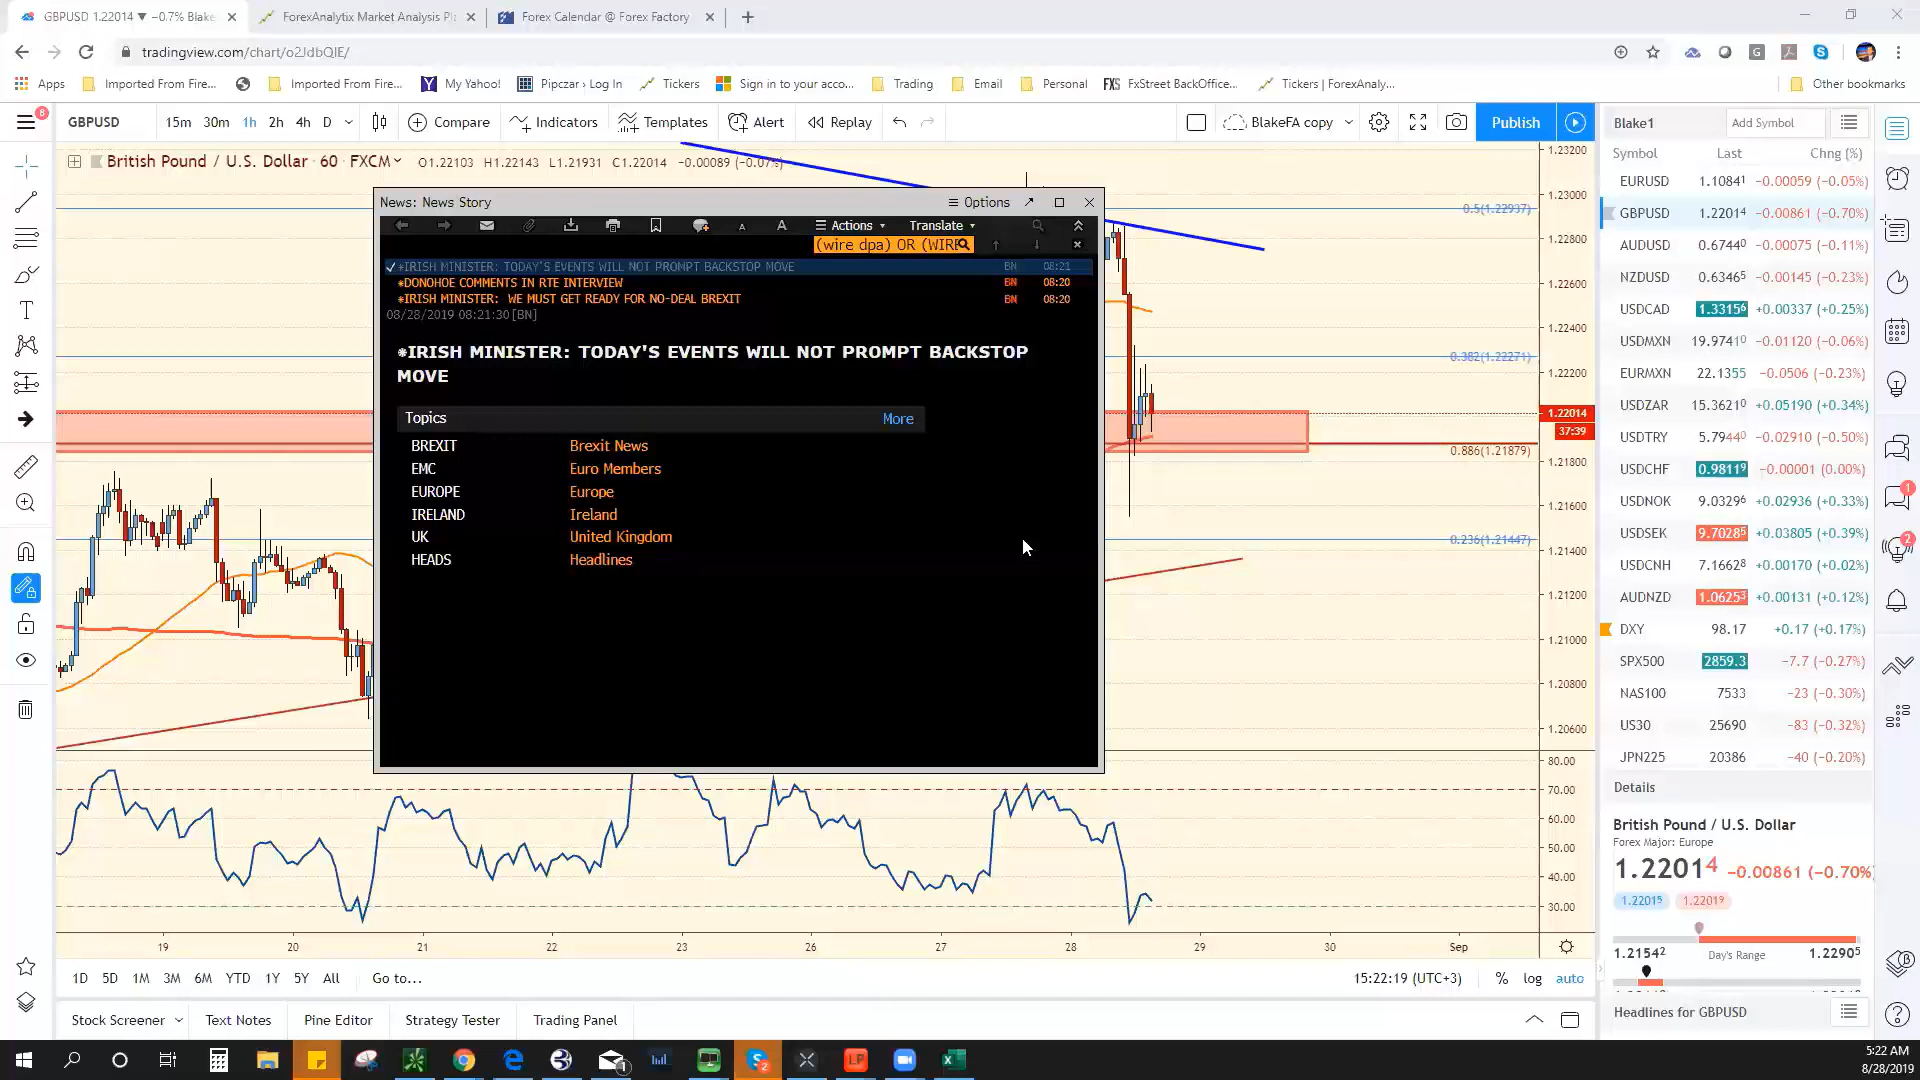 GBPUSD 1.22014 ▼ −0.7% Blake
ForexAnalytix Market Analysis Pl
Forex Calendar @ Forex Factory
tradingview.com/chart/o2JdbQIE/
Apps
Imported From Fire...
Imported From Fire...
My Yahoo!
Pipczar › Log In
Tickers
Sign in to your acco...
Trading
Email
Personal
FXS FxStreet BackOffice...
Tickers | ForexAnaly...
Other bookmarks
8
GBPUSD
15m 30m 1h 2h 4h D
Compare
Indicators
Templates
Alert
Replay
BlakeFA copy
Publish
Blake1
Add Symbol
British Pound / U.S. Dollar · 60 · FXCM
O1.22103 H1.22143 L1.21931 C1.22014 −0.00089 (−0.07%)
Symbol Last Chng (%)
EURUSD 1.10841 −0.00059 (−0.05%)
GBPUSD 1.22014 −0.00861 (−0.70%)
AUDUSD 0.67440 −0.00075 (−0.11%)
NZDUSD 0.63465 −0.00145 (−0.23%)
USDCAD 1.33156 +0.00337 (+0.25%)
USDMXN 19.97410 −0.01120 (−0.06%)
EURMXN 22.1355 −0.0506 (−0.23%)
USDZAR 15.36210 +0.05190 (+0.34%)
USDTRY 5.79440 −0.02910 (−0.50%)
USDCHF 0.98119 −0.00001 (0.00%)
USDNOK 9.03296 +0.02936 (+0.33%)
USDSEK 9.70285 +0.03805 (+0.39%)
USDCNH 7.16628 +0.00170 (+0.02%)
AUDNZD 1.06253 +0.00131 (+0.12%)
DXY 98.17 +0.17 (+0.17%)
SPX500 2859.3 −7.7 (−0.27%)
NAS100 7533 −23 (−0.30%)
US30 25690 −83 (−0.32%)
JPN225 20386 −40 (−0.20%)
Details
British Pound / U.S. Dollar
Forex Major: Europe
1.22014 −0.00861 (−0.70%)
1.22015 1.22019
1.21542 Day's Range 1.22905
Headlines for GBPUSD
News: News Story
Options
Actions
Translate
(wire dpa) OR (WIRE
*IRISH MINISTER: TODAY'S EVENTS WILL NOT PROMPT BACKSTOP MOVE BN 08:21
*DONOHOE COMMENTS IN RTE INTERVIEW BN 08:20
*IRISH MINISTER: WE MUST GET READY FOR NO-DEAL BREXIT BN 08:20
08/28/2019 08:21:30 [BN]
*IRISH MINISTER: TODAY'S EVENTS WILL NOT PROMPT BACKSTOP
MOVE
Topics More
BREXIT Brexit News
EMC Euro Members
EUROPE Europe
IRELAND Ireland
UK United Kingdom
HEADS Headlines
0.5(1.22937)
0.382(1.22271)
0.886(1.21879)
0.236(1.21447)
1.23200
1.23000
1.22800
1.22600
1.22400
1.22200
1.22014
37:39
1.21800
1.21600
1.21400
1.21200
1.21000
1.20800
1.20600
80.00
70.00
60.00
50.00
40.00
30.00
19 20 21 22 23 26 27 28 29 30 Sep
1D 5D 1M 3M 6M YTD 1Y 5Y All Go to...
15:22:19 (UTC+3) % log auto
Stock Screener Text Notes Pine Editor Strategy Tester Trading Panel
1
2
5:22 AM
8/28/2019